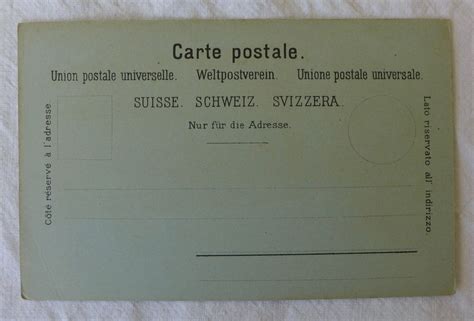 Carte postale.
Union postale universelle. Weltpostverein. Unione postale universale.
SUISSE. SCHWEIZ. SVIZZERA.
Nur für die Adresse.
Côté réservé à l'adresse.
Lato riservato all' indirizzo.